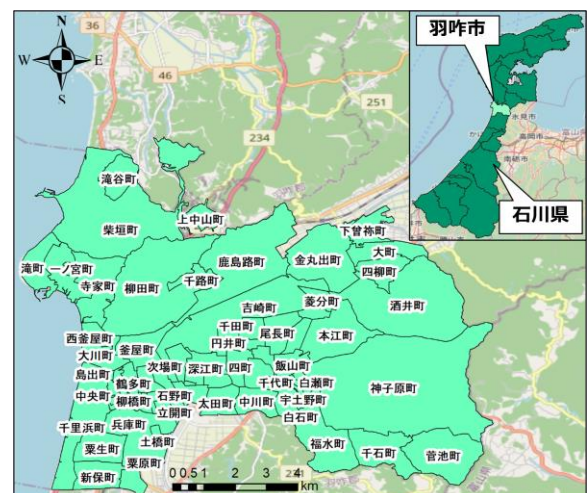 N
W E
S
36
46
251
234
羽咋市
石川県
滝谷町
柴垣町
上中山町
下曽祢町
滝町
一ノ宮町
寺家町
柳田町
千路町
鹿島路町
金丸出町
大町
四柳町
酒井町
吉崎町
菱分町
千田町
尾長町
本江町
円井町
西釜屋町
大川町
釜屋町
次場町
深江町
四町
飯山町
島出町
鶴多町
千代町
白瀬町
神子原町
中央町
柳橋町
石野町
太田町
中川町
宇土野町
立開町
白石町
千里浜町
兵庫町
土橋町
福水町
粟生町
粟原町
千石町
菅池町
新保町
0 0.5 1 2 3 4
km